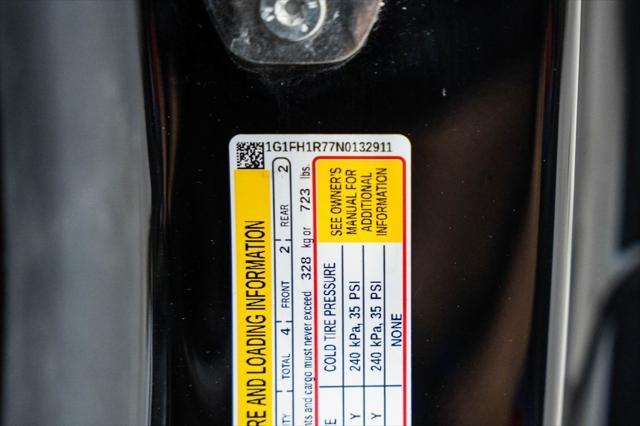 1G1FH1R77N0132911
RE AND LOADING INFORMATION
TOTAL 4 FRONT 2 REAR 2
and cargo must never exceed 328 kg or 723 lbs.
COLD TIRE PRESSURE
240 kPa, 35 PSI
240 kPa, 35 PSI
NONE
SEE OWNER'S
MANUAL FOR
ADDITIONAL
INFORMATION